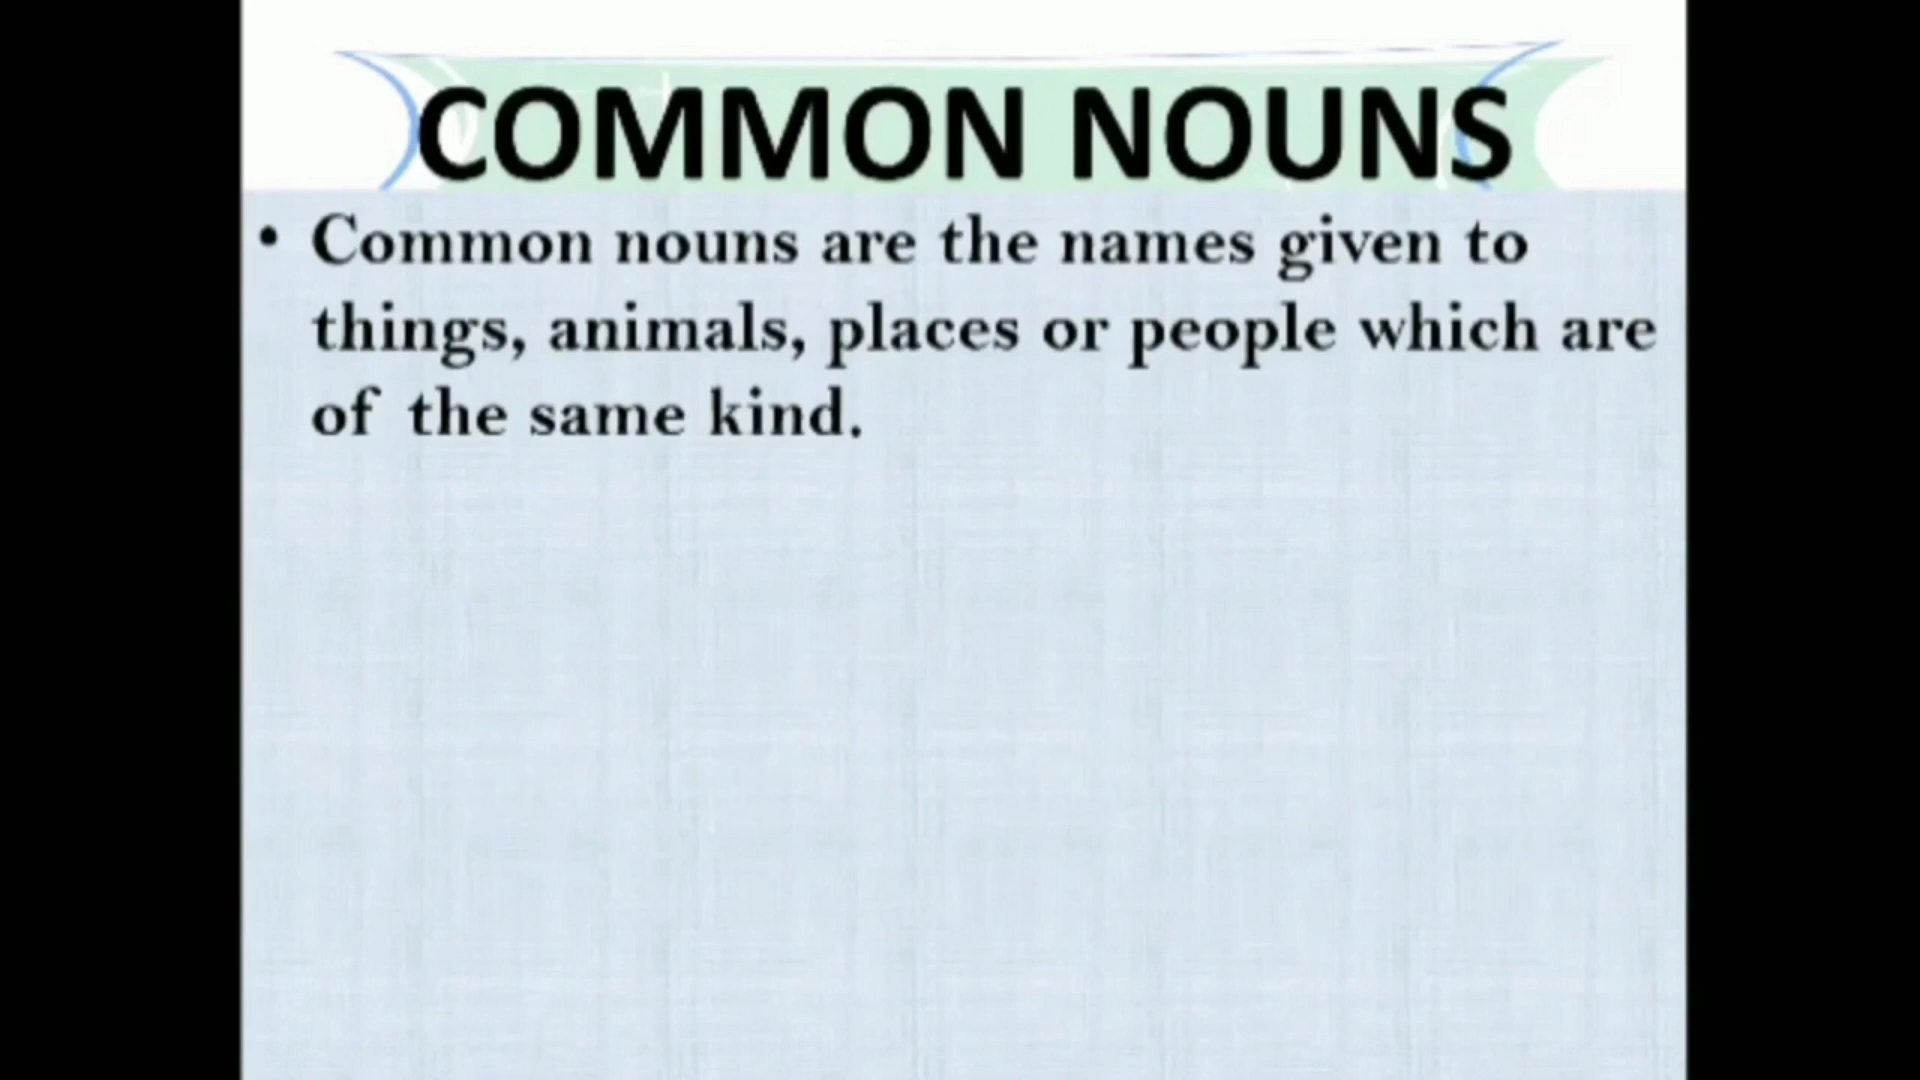 COMMON NOUNS
• Common nouns are the names given to
things, animals, places or people which are
of the same kind.